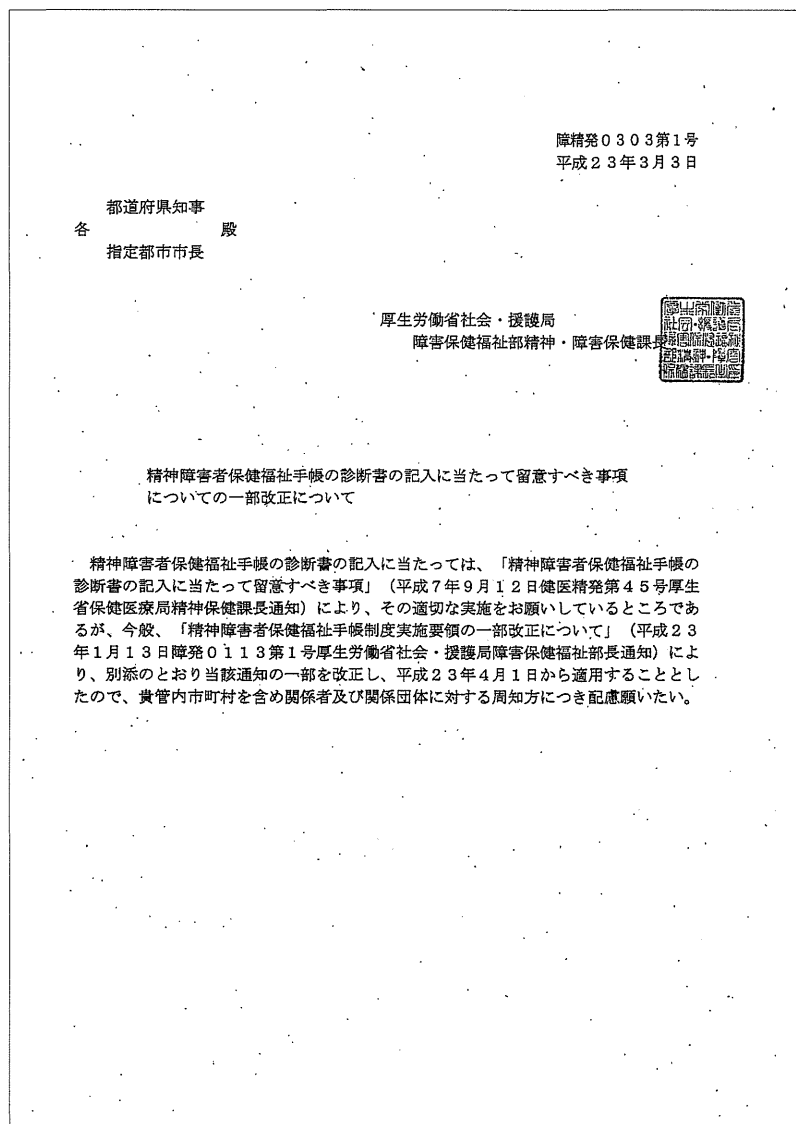 障精発0303第1号
平成23年3月3日
都道府県知事
各 殿
指定都市市長
厚生労働省社会・援護局
障害保健福祉部精神・障害保健課長
精神障害者保健福祉手帳の診断書の記入に当たって留意すべき事項
についての一部改正について
精神障害者保健福祉手帳の診断書の記入に当たっては、「精神障害者保健福祉手帳の
診断書の記入に当たって留意すべき事項」(平成7年9月12日健医精発第45号厚生
省保健医療局精神保健課長通知)により、その適切な実施をお願いしているところであ
るが、今般、「精神障害者保健福祉手帳制度実施要領の一部改正について」(平成23
年1月13日障発0113第1号厚生労働省社会・援護局障害保健福祉部長通知)によ
り、別添のとおり当該通知の一部を改正し、平成23年4月1日から適用することとし
たので、貴管内市町村を含め関係者及び関係団体に対する周知方につき配慮願いたい。